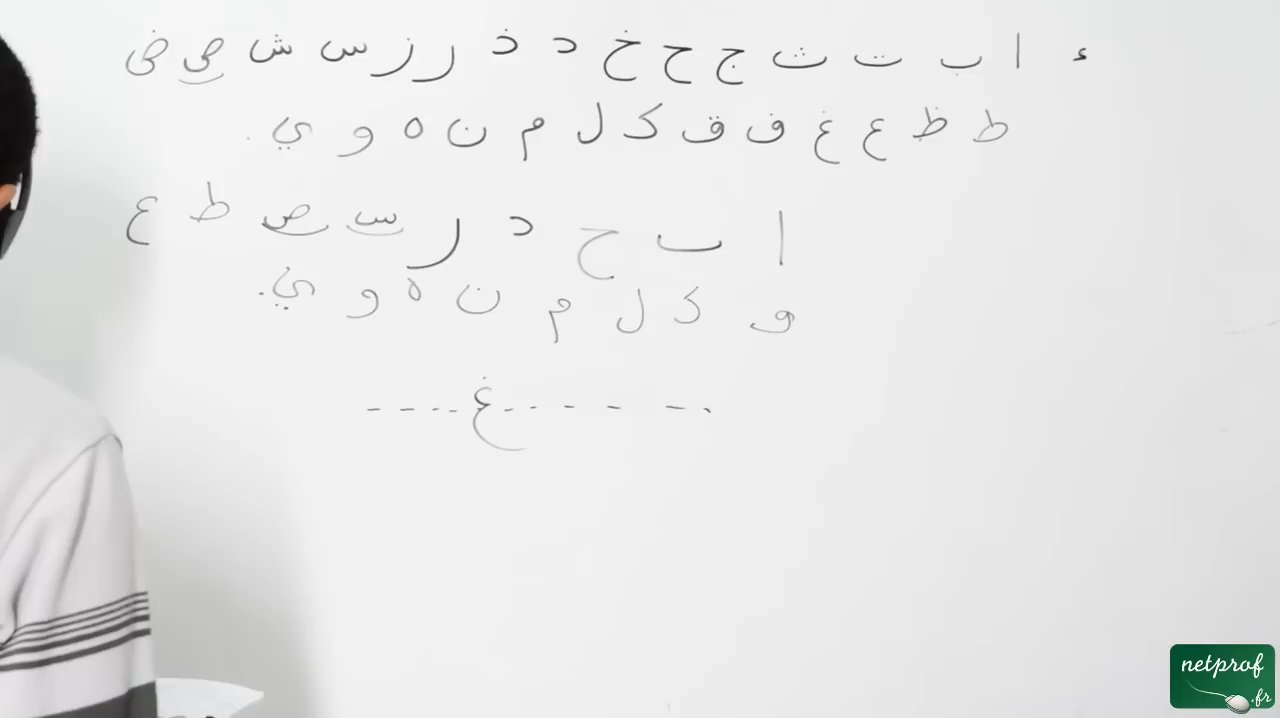 ء ا ب ت ث ج ح خ د ذ ر ز س ش ص ض
ط ظ ع غ ف ق ك ل م ن ه و ي .
ا ب ح د ر س ص ط ع
و ك ل م ن ه و ي .
. - - - - . . . غ . . - - -
netprof
.fr